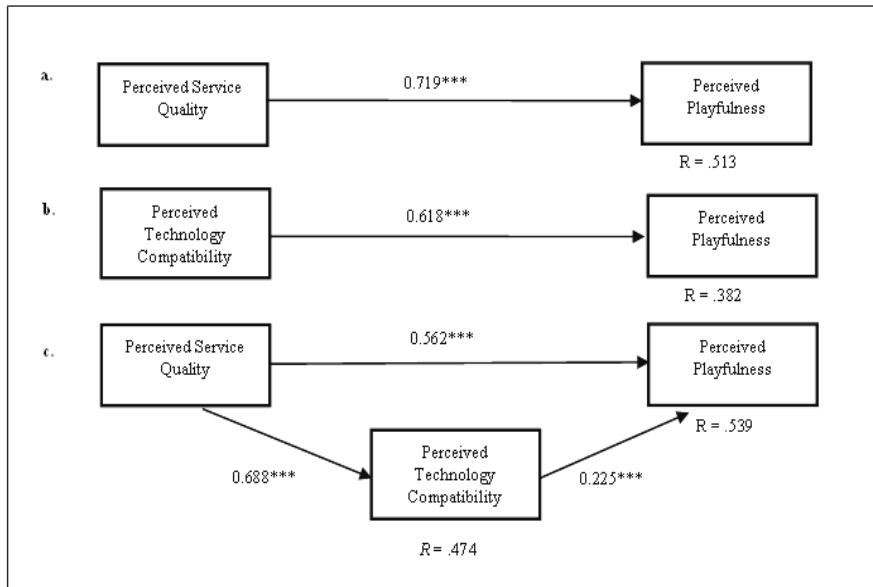 a.
Perceived Service
Quality
0.719***
Perceived
Playfulness
R = .513
b.
Perceived
Technology
Compatibility
0.618***
Perceived
Playfulness
R = .382
c.
Perceived Service
Quality
0.562***
Perceived
Playfulness
R = .539
0.688***
Perceived
Technology
Compatibility
0.225***
R = .474